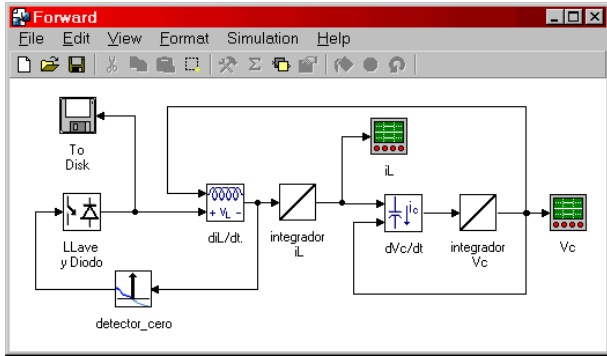 Forward
File Edit View Format Simulation Help
To
Disk
iL
LLave
y Diodo
+ VL -
diL/dt.
integrador
iL
ic
dVc/dt
integrador
Vc
Vc
detector_cero